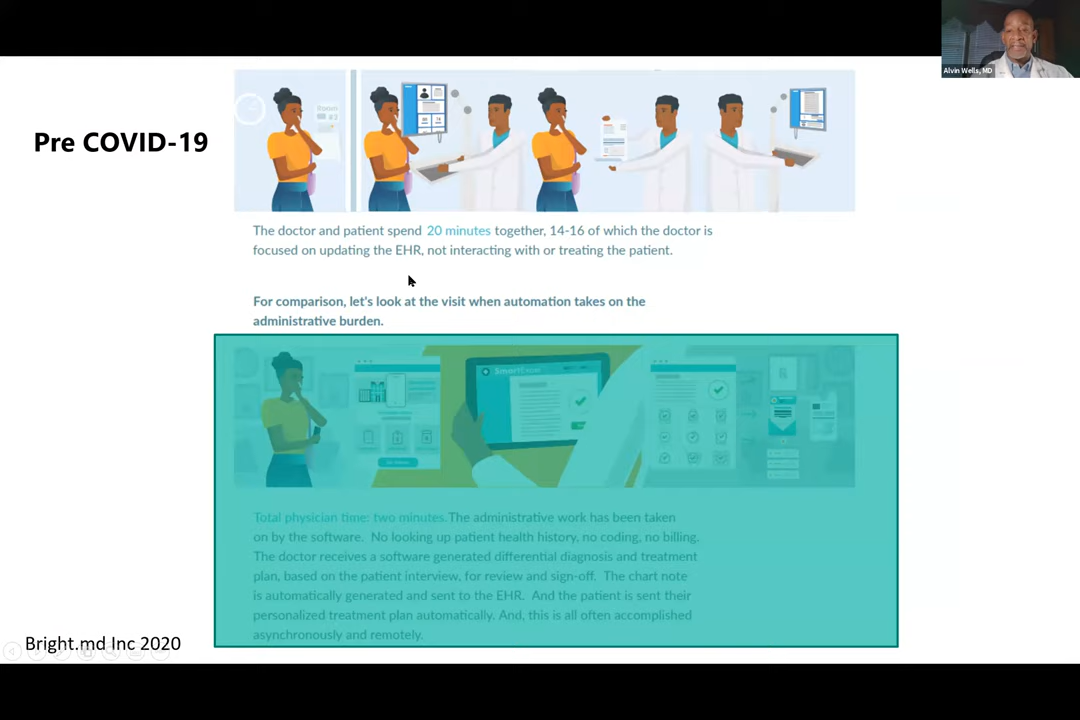 Alvin Wells, MD
Pre COVID-19
The doctor and patient spend 20 minutes together, 14-16 of which the doctor is
focused on updating the EHR, not interacting with or treating the patient.
For comparison, let's look at the visit when automation takes on the
administrative burden.
Total physician time: two minutes. The administrative work has been taken
on by the software. No looking up patient health history, no coding, no billing.
The doctor receives a software generated differential diagnosis and treatment
plan, based on the patient interview, for review and sign-off. The chart note
is automatically generated and sent to the EHR. And the patient is sent their
personalized treatment plan automatically. And, this is all often accomplished
asynchronously and remotely.
Bright.md Inc 2020